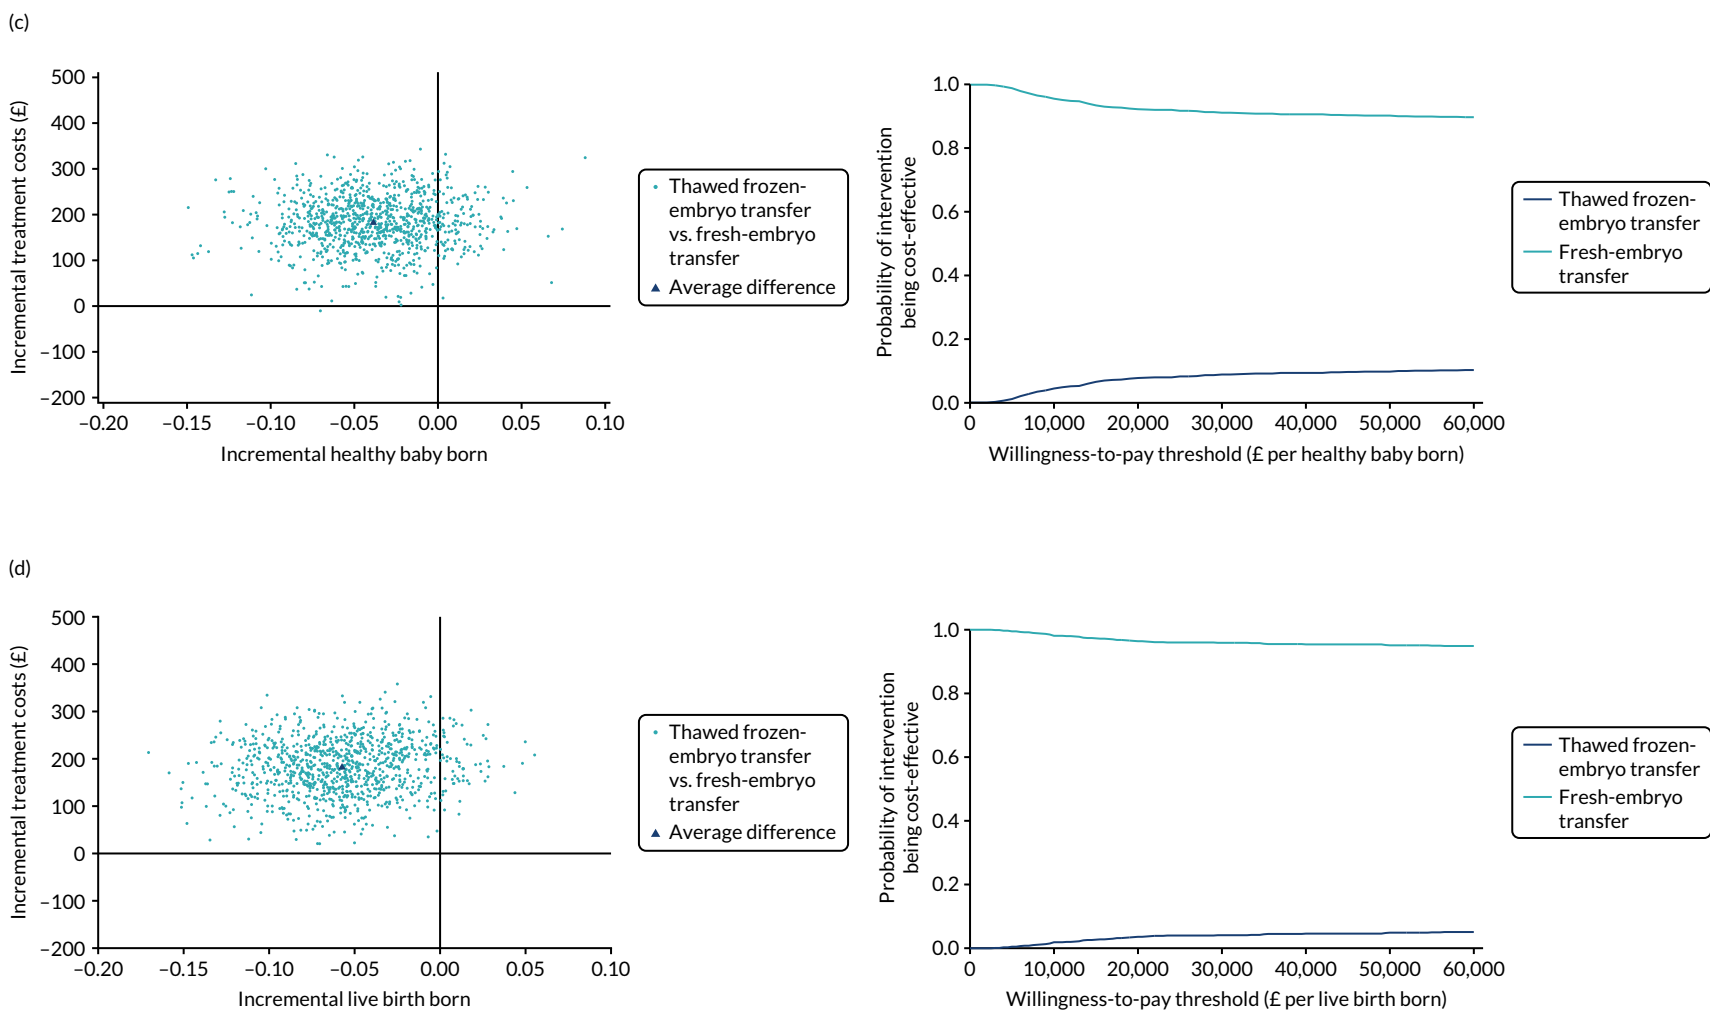 (c)
Incremental treatment costs (£)
500
400
300
200
100
0
–100
–200
–0.20
–0.15
–0.10
–0.05
0.00
0.05
0.10
Incremental healthy baby born
Thawed frozen-
embryo transfer
vs. fresh-embryo
transfer
Average difference
Probability of intervention
being cost-effective
1.0
0.8
0.6
0.4
0.2
0.0
0
10,000
20,000
30,000
40,000
50,000
60,000
Willingness-to-pay threshold (£ per healthy baby born)
Thawed frozen-
embryo transfer
Fresh-embryo
transfer
(d)
Incremental treatment costs (£)
500
400
300
200
100
0
–100
–200
–0.20
–0.15
–0.10
–0.05
0.00
0.05
0.10
Incremental live birth born
Thawed frozen-
embryo transfer
vs. fresh-embryo
transfer
Average difference
Probability of intervention
being cost-effective
1.0
0.8
0.6
0.4
0.2
0.0
0
10,000
20,000
30,000
40,000
50,000
60,000
Willingness-to-pay threshold (£ per live birth born)
Thawed frozen-
embryo transfer
Fresh-embryo
transfer